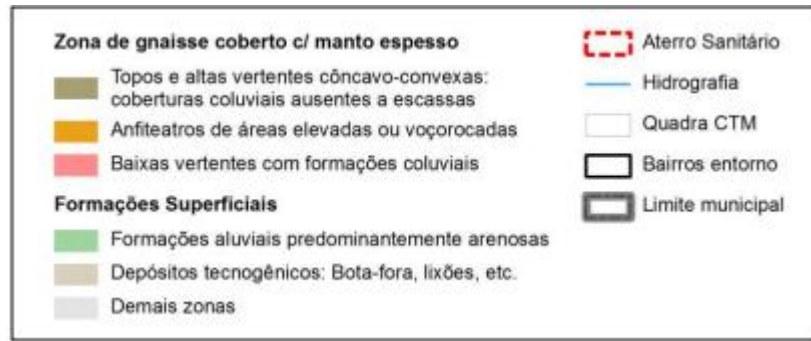 Zona de gnaisse coberto c/ manto espesso
Topos e altas vertentes côncavo-convexas:
coberturas coluviais ausentes a escassas
Anfiteatros de áreas elevadas ou voçorocadas
Baixas vertentes com formações coluviais
Formações Superficiais
Formações aluviais predominantemente arenosas
Depósitos tecnogênicos: Bota-fora, lixões, etc.
Demais zonas
Aterro Sanitário
Hidrografia
Quadra CTM
Bairros entorno
Limite municipal